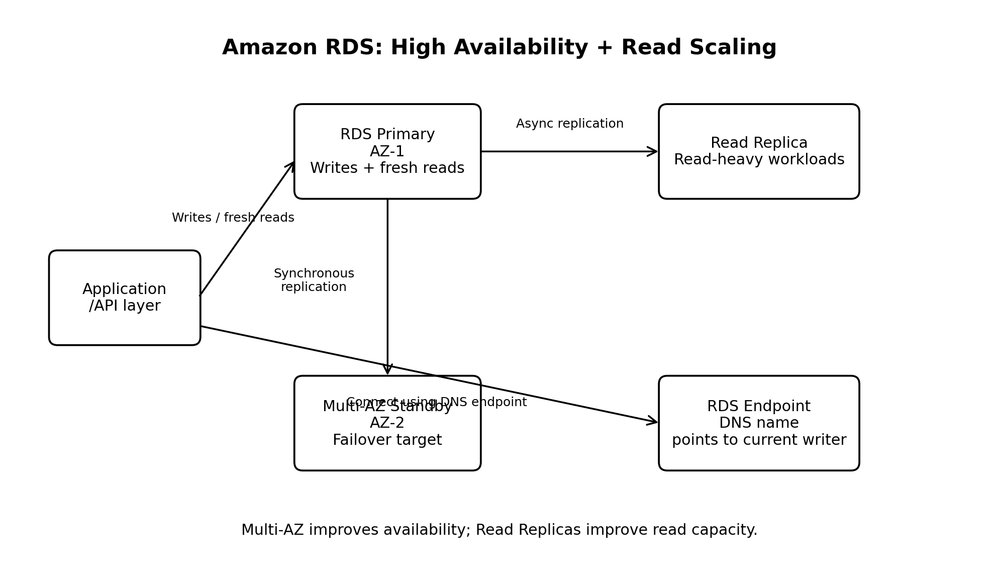 Amazon RDS: High Availability + Read Scaling
RDS Primary
AZ-1
Writes + fresh reads
Async replication
Read Replica
Read-heavy workloads
Writes / fresh reads
Synchronous
replication
Application
/API layer
Connect using DNS endpoint
Multi-AZ Standby
AZ-2
Failover target
RDS Endpoint
DNS name
points to current writer
Multi-AZ improves availability; Read Replicas improve read capacity.